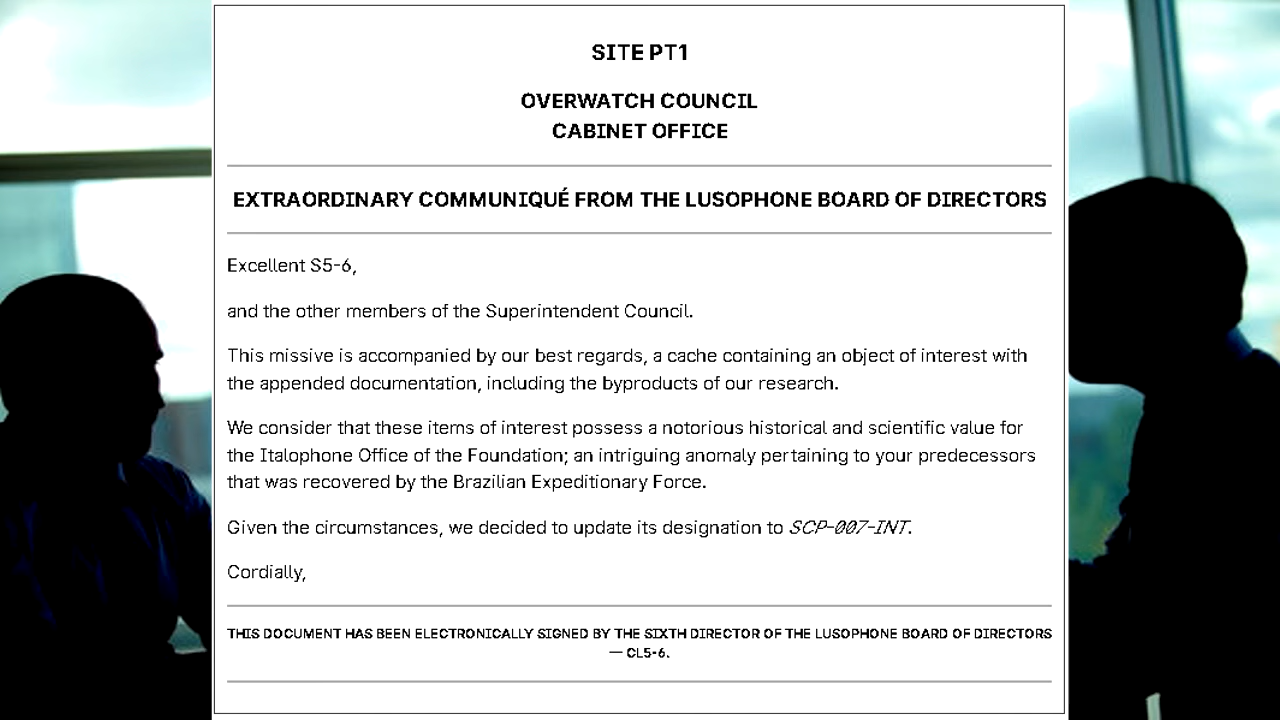 SITE PT1
OVERWATCH COUNCIL
CABINET OFFICE
EXTRAORDINARY COMMUNIQUÉ FROM THE LUSOPHONE BOARD OF DIRECTORS
Excellent S5-6,
and the other members of the Superintendent Council.
This missive is accompanied by our best regards, a cache containing an object of interest with
the appended documentation, including the byproducts of our research.
We consider that these items of interest possess a notorious historical and scientific value for
the Italophone Office of the Foundation; an intriguing anomaly pertaining to your predecessors
that was recovered by the Brazilian Expeditionary Force.
Given the circumstances, we decided to update its designation to SCP-007-INT.
Cordially,
THIS DOCUMENT HAS BEEN ELECTRONICALLY SIGNED BY THE SIXTH DIRECTOR OF THE LUSOPHONE BOARD OF DIRECTORS
— CL5-6.